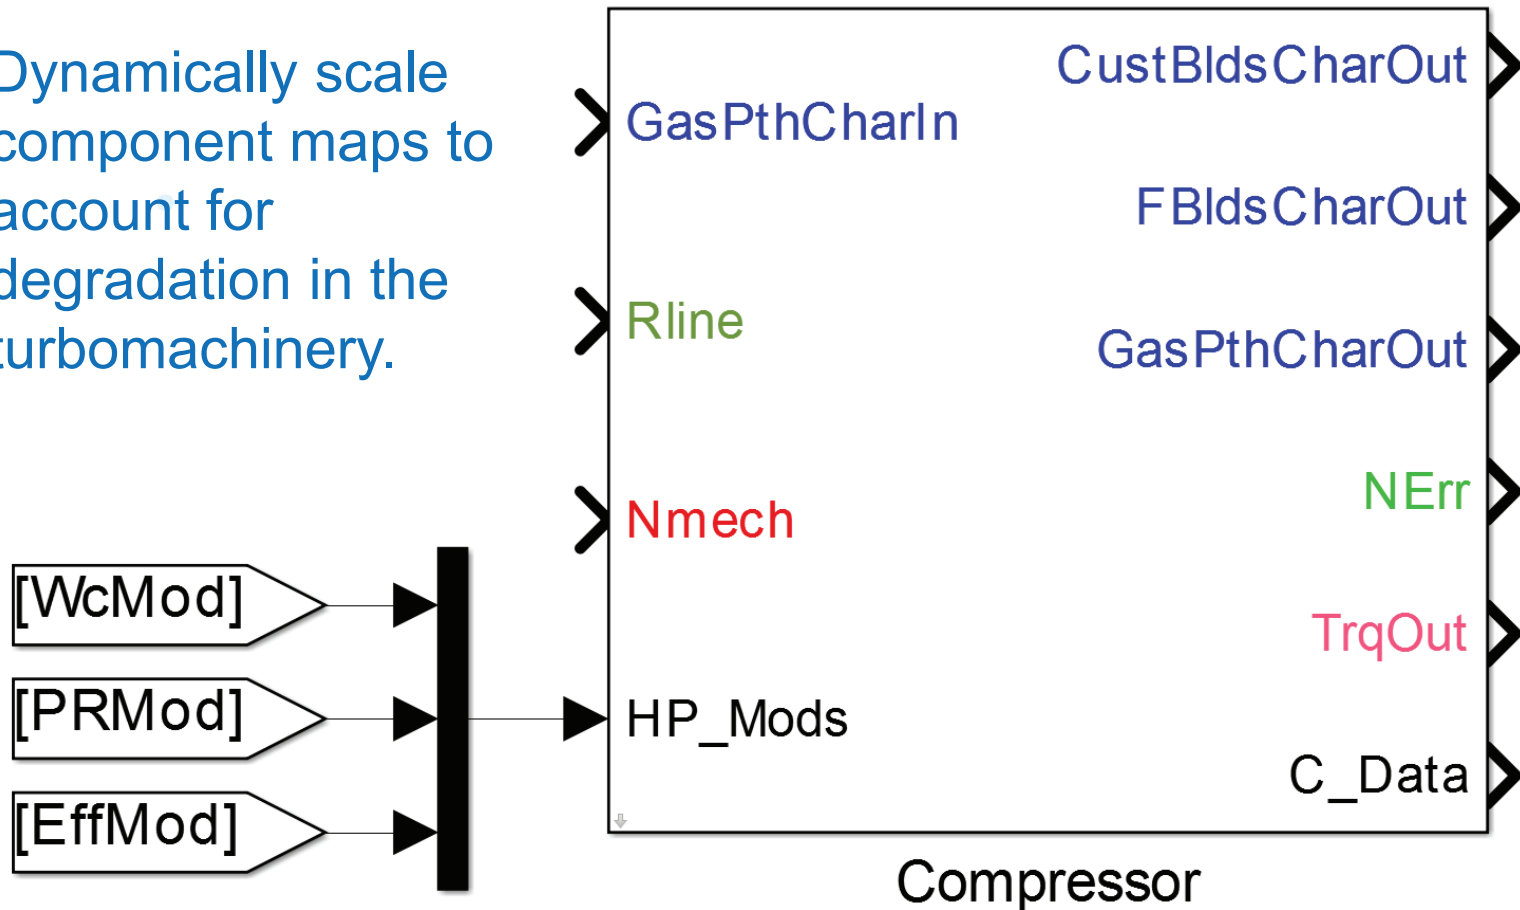 Dynamically scale
component maps to
account for
degradation in the
turbomachinery.
GasPthCharIn
Rline
Nmech
HP_Mods
CustBldsCharOut
FBldsCharOut
GasPthCharOut
NErr
TrqOut
C_Data
[WcMod]
[PRMod]
[EffMod]
Compressor